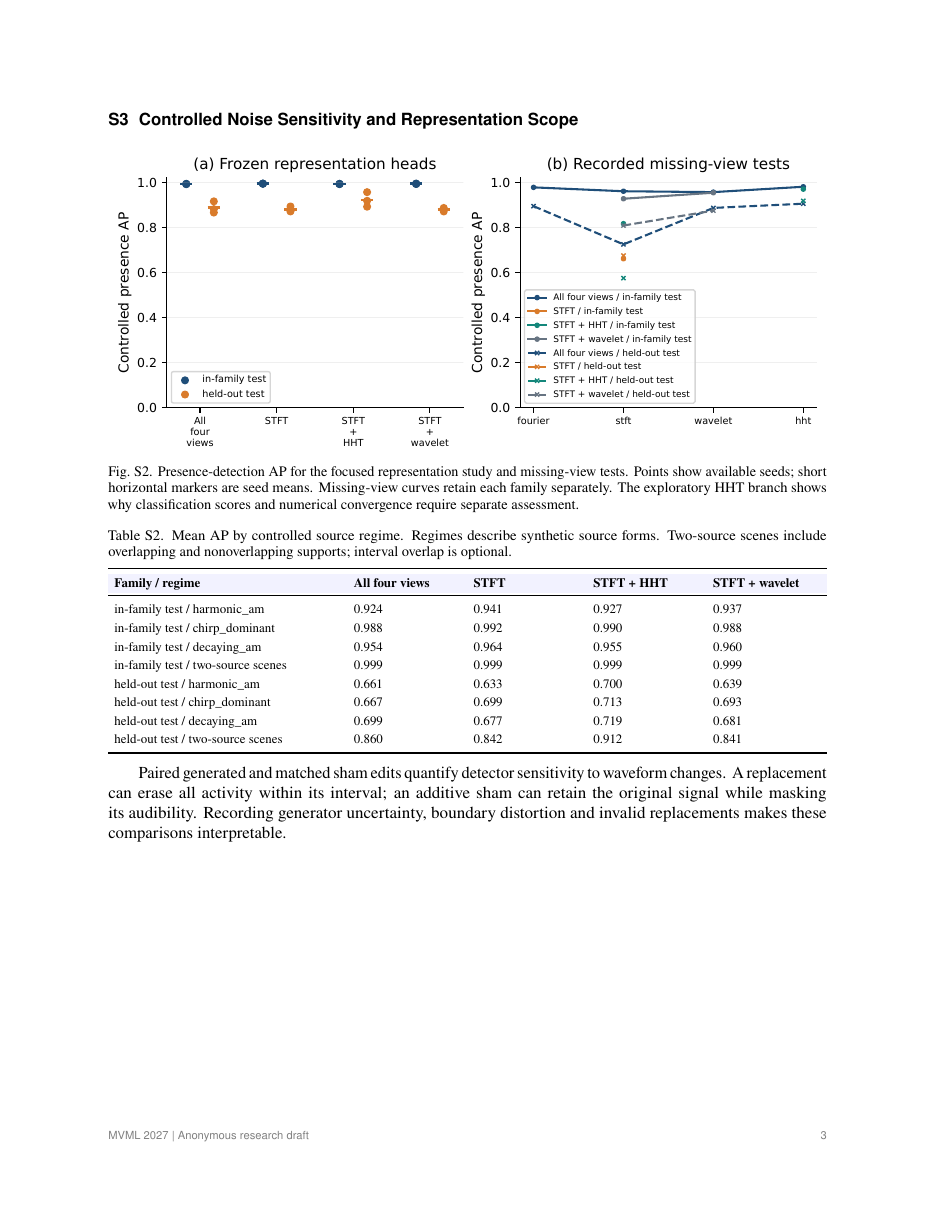 S3 Controlled Noise Sensitivity and Representation Scope
(a) Frozen representation heads
Controlled presence AP
1.0
0.8
0.6
0.4
0.2
0.0
in-family test
held-out test
All four views
STFT
STFT + HHT
STFT + wavelet
(b) Recorded missing-view tests
Controlled presence AP
1.0
0.8
0.6
0.4
0.2
0.0
All four views / in-family test
STFT / in-family test
STFT + HHT / in-family test
STFT + wavelet / in-family test
All four views / held-out test
STFT / held-out test
STFT + HHT / held-out test
STFT + wavelet / held-out test
fourier stft wavelet hht
Fig. S2. Presence-detection AP for the focused representation study and missing-view tests. Points show available seeds; short
horizontal markers are seed means. Missing-view curves retain each family separately. The exploratory HHT branch shows
why classification scores and numerical convergence require separate assessment.
Table S2. Mean AP by controlled source regime. Regimes describe synthetic source forms. Two-source scenes include
overlapping and nonoverlapping supports; interval overlap is optional.
Family / regime All four views STFT STFT + HHT STFT + wavelet
in-family test / harmonic_am 0.924 0.941 0.927 0.937
in-family test / chirp_dominant 0.988 0.992 0.990 0.988
in-family test / decaying_am 0.954 0.964 0.955 0.960
in-family test / two-source scenes 0.999 0.999 0.999 0.999
held-out test / harmonic_am 0.661 0.633 0.700 0.639
held-out test / chirp_dominant 0.667 0.699 0.713 0.693
held-out test / decaying_am 0.699 0.677 0.719 0.681
held-out test / two-source scenes 0.860 0.842 0.912 0.841
Paired generated and matched sham edits quantify detector sensitivity to waveform changes. A replacement
can erase all activity within its interval; an additive sham can retain the original signal while masking
its audibility. Recording generator uncertainty, boundary distortion and invalid replacements makes these
comparisons interpretable.
MVML 2027 | Anonymous research draft 3